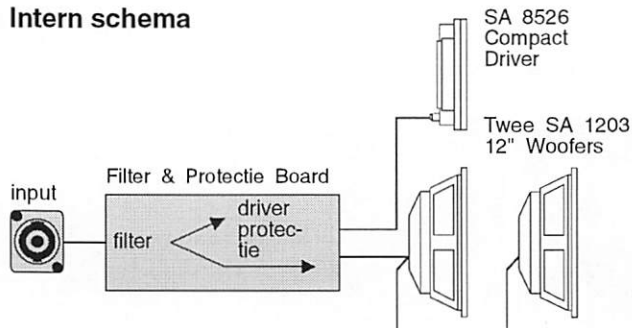 Intern schema
SA 8526
Compact
Driver
Twee SA 1203
12" Woofers
Filter & Protectie Board
input
filter
driver
protec-
tie